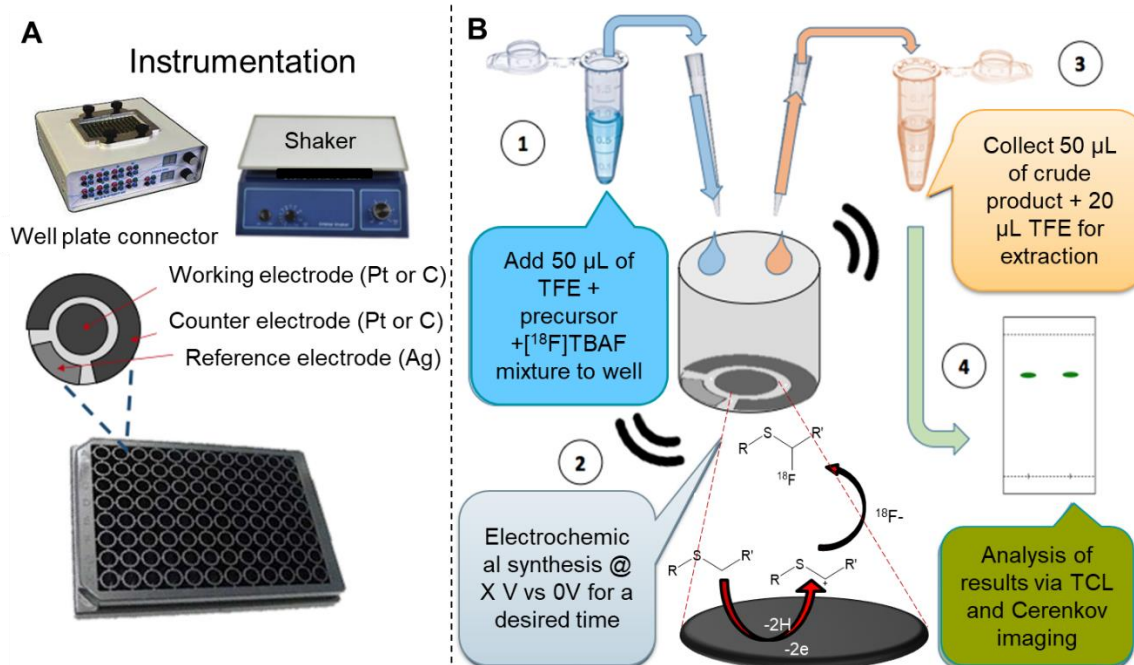 A
Instrumentation
Shaker
Well plate connector
Working electrode (Pt or C)
Counter electrode (Pt or C)
Reference electrode (Ag)
B
1
Add 50 µL of
TFE +
precursor
+[¹⁸F]TBAF
mixture to well
3
Collect 50 µL
of crude
product + 20
µL TFE for
extraction
2
Electrochemic
al synthesis @
X V vs 0V for a
desired time
R
S
R'
¹⁸F
¹⁸F-
R
S
R'
R
S
R'
+
-2H
-2e
4
Analysis of
results via TCL
and Cerenkov
imaging